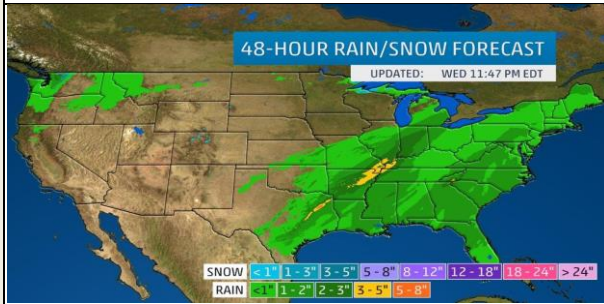 48-HOUR RAIN/SNOW FORECAST
UPDATED: WED 11:47 PM EDT
SNOW <1" 1-3" 3-5" 5-8" 8-12" 12-18" 18-24" >24"
RAIN <1" 1-2" 2-3" 3-5" 5-8"